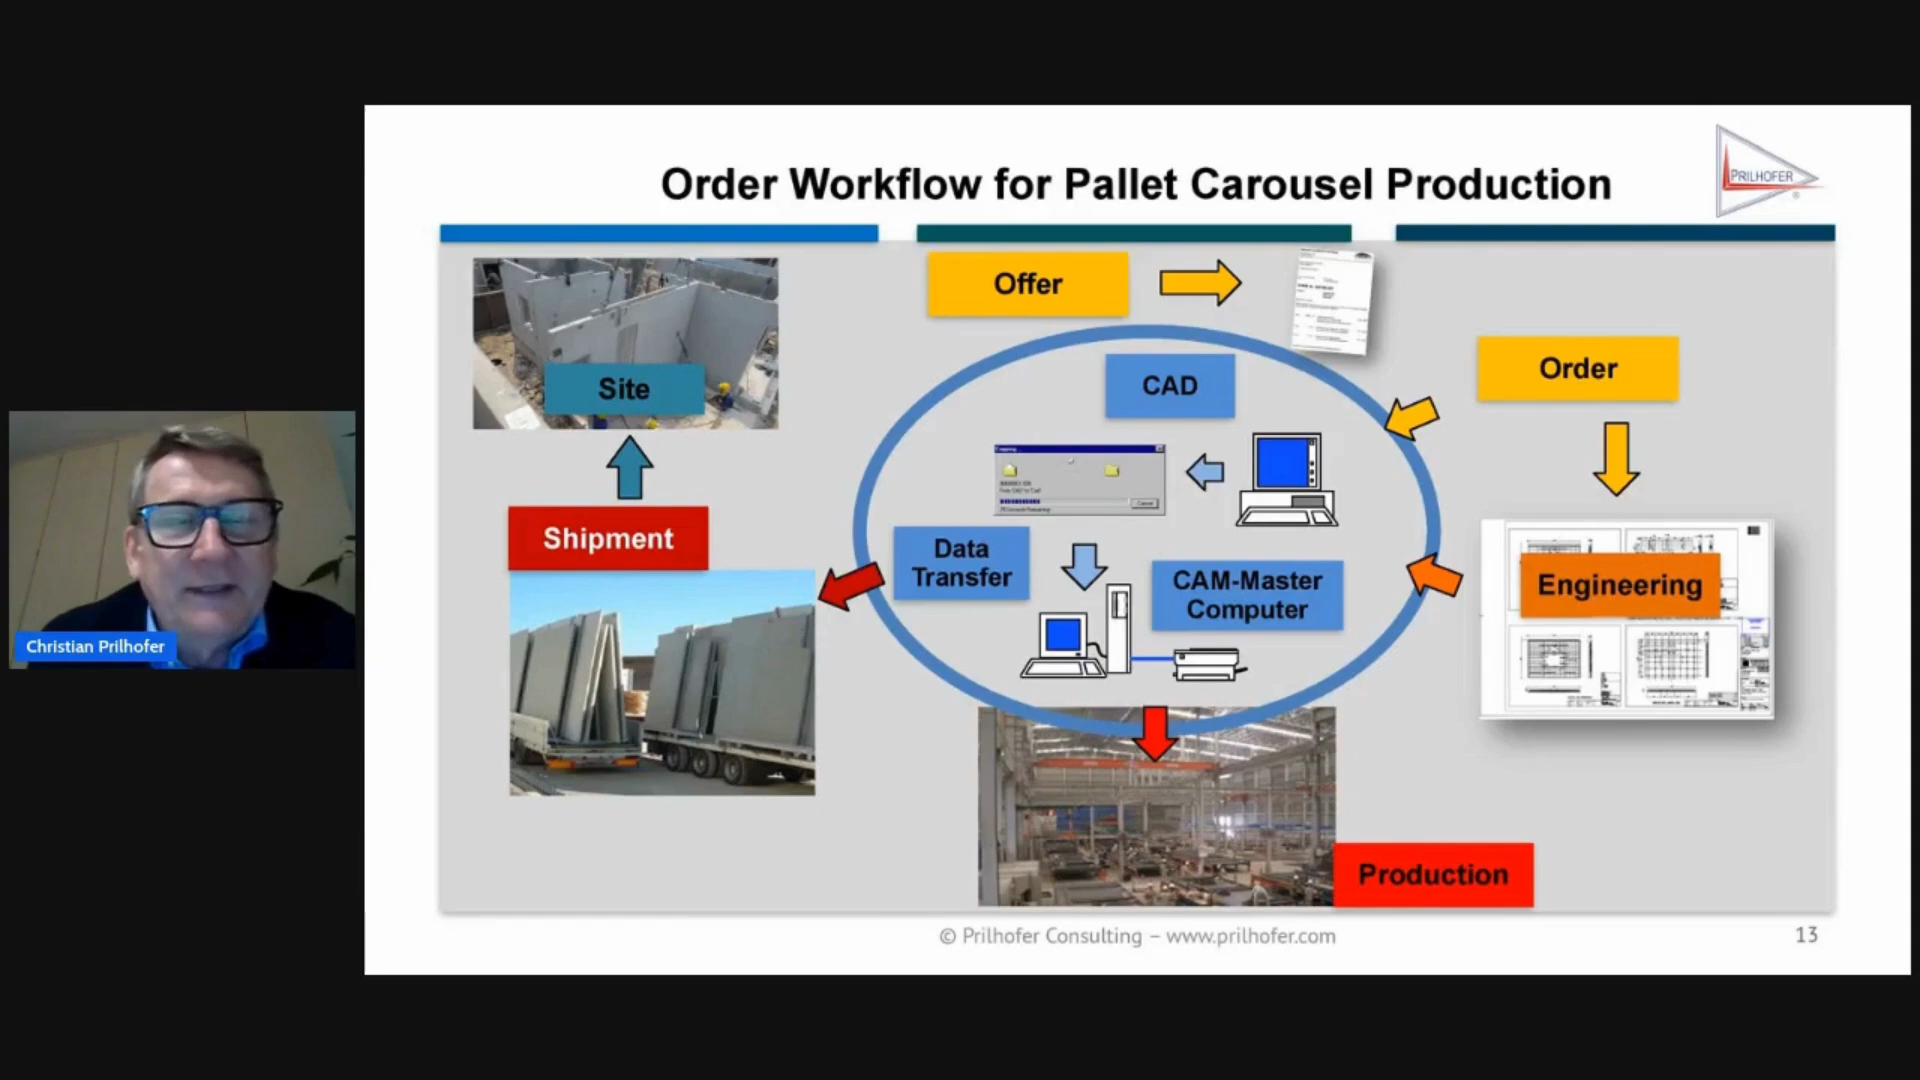 Order Workflow for Pallet Carousel Production
PRILHOFER
®
Offer
Site
CAD
Order
Shipment
Data
Transfer
CAM-Master
Computer
Engineering
Production
Christian Prilhofer
© Prilhofer Consulting – www.prilhofer.com
13